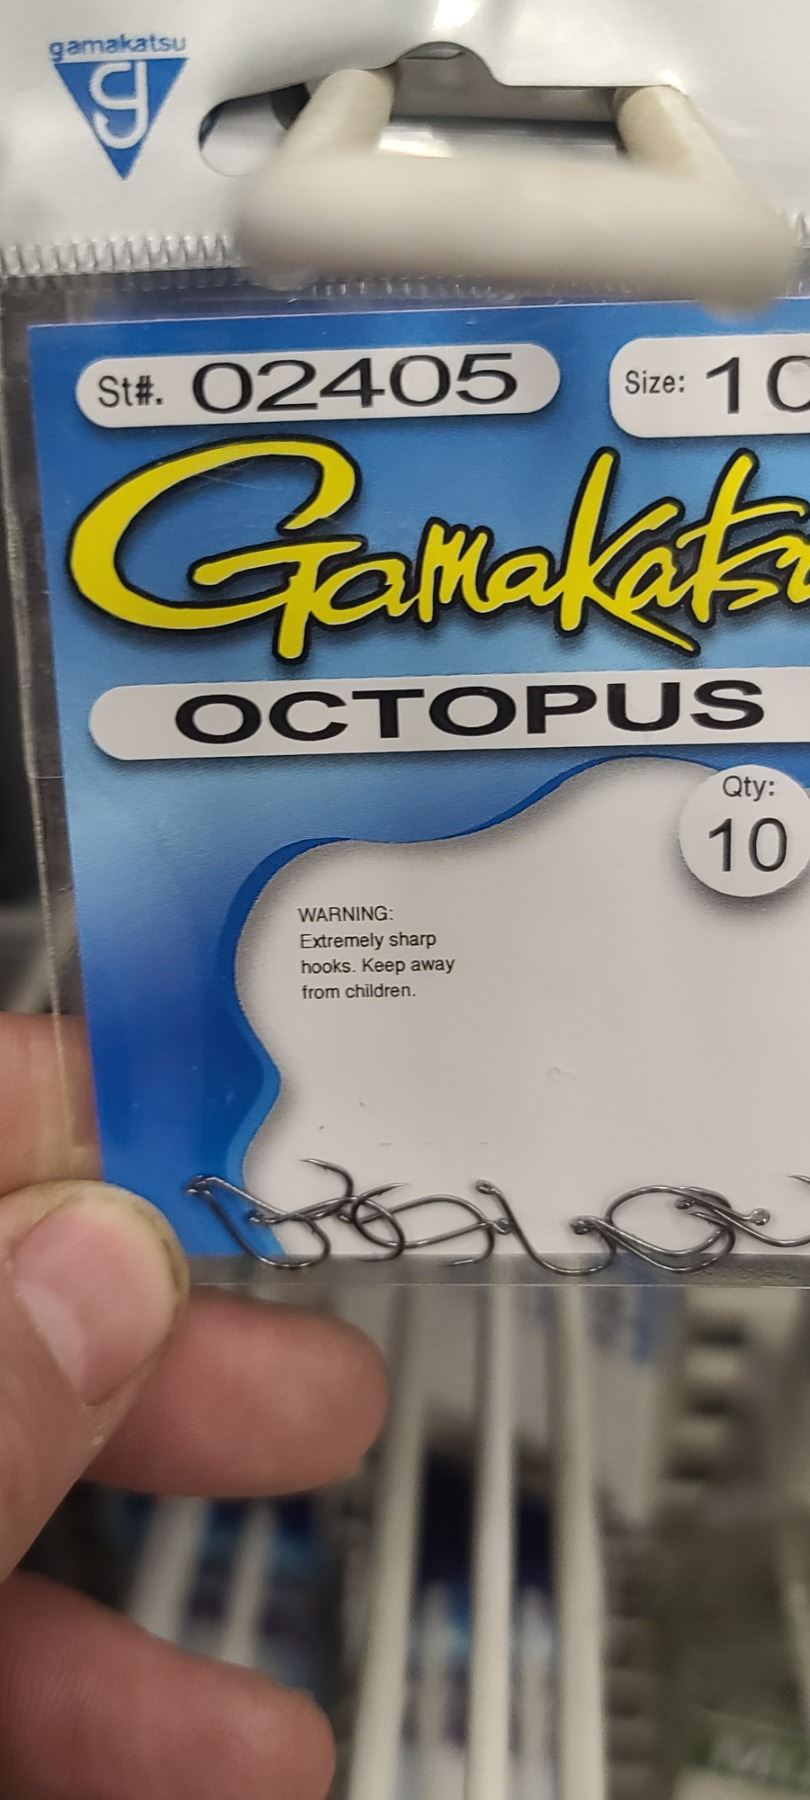 gamakatsu
g
St#. 02405
Size: 10
Gamakatsu
OCTOPUS
Qty:
10
WARNING:
Extremely sharp
hooks. Keep away
from children.